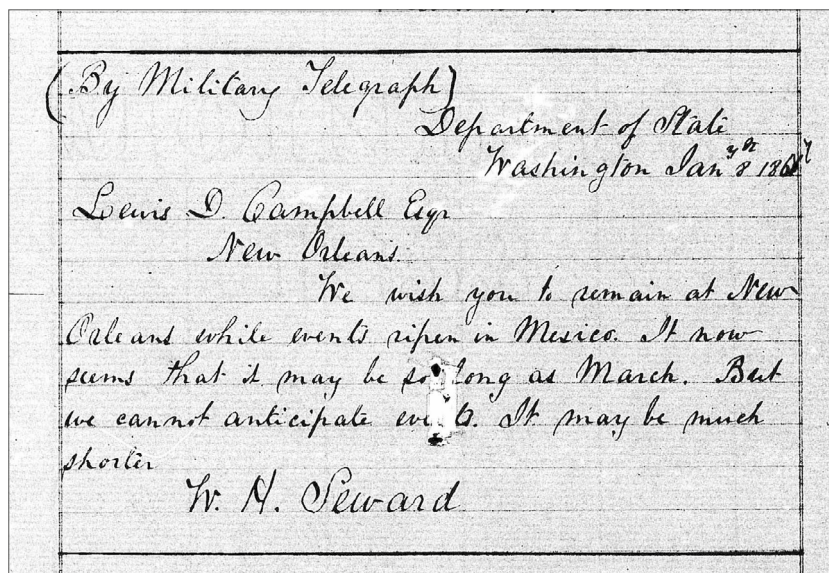 (By Military Telegraph)
Department of State
Washington Jany 8th 1867
Lewis D. Campbell Esqr
New Orleans.
We wish you to remain at New
Orleans while events ripen in Mexico. It now
seems that it may be so long as March. But
we cannot anticipate events. It may be much
shorter
W. H. Seward